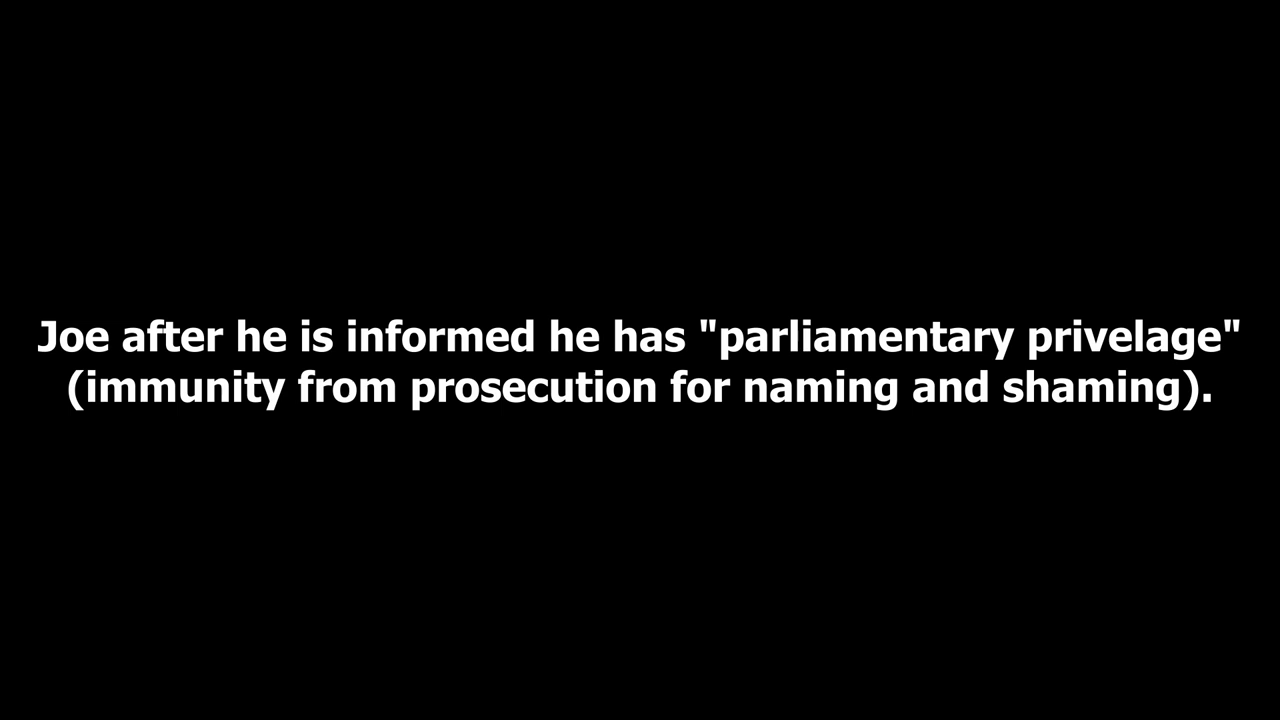 Joe after he is informed he has "parliamentary privelage"
(immunity from prosecution for naming and shaming).